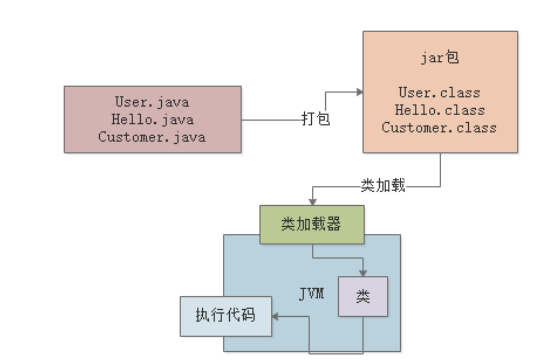 User.java
Hello.java
Customer.java
打包
jar包
User.class
Hello.class
Customer.class
类加载
类加载器
JVM
类
执行代码